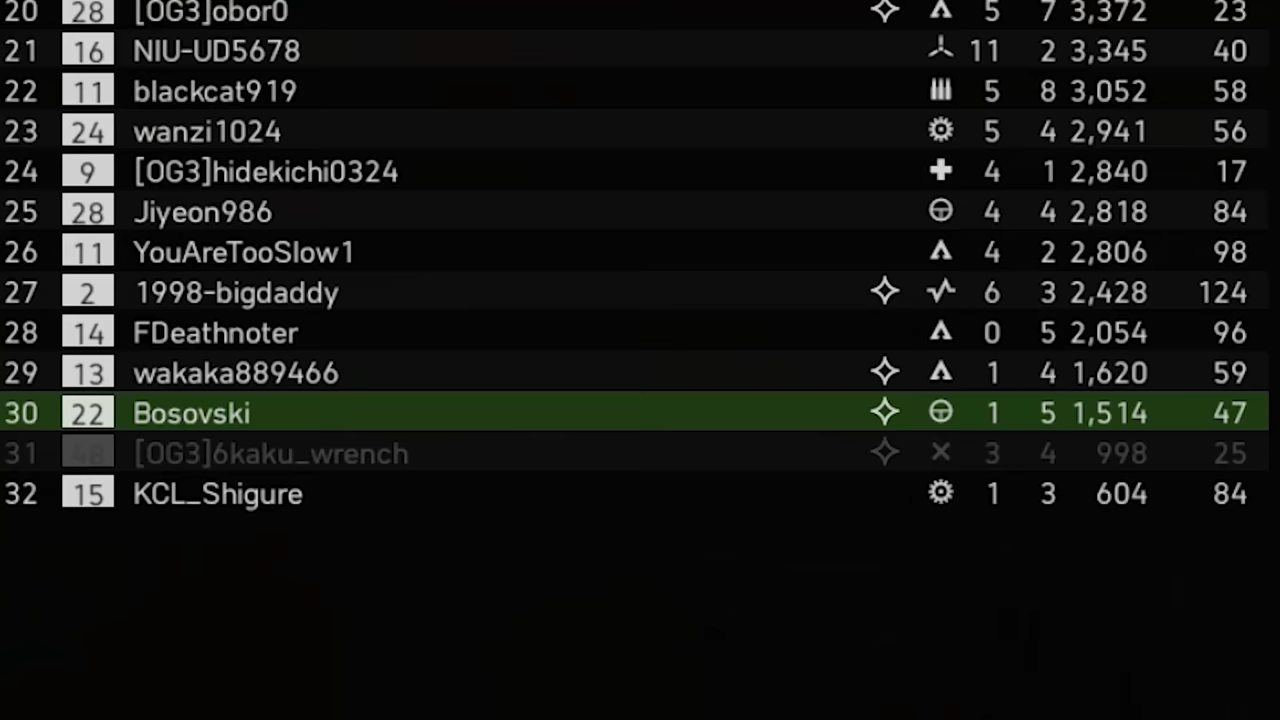 20 28 [OG3]obor0 5 7 3,372 23
21 16 NIU-UD5678 11 2 3,345 40
22 11 blackcat919 5 8 3,052 58
23 24 wanzi1024 5 4 2,941 56
24 9 [OG3]hidekichi0324 4 1 2,840 17
25 28 Jiyeon986 4 4 2,818 84
26 11 YouAreTooSlow1 4 2 2,806 98
27 2 1998-bigdaddy 6 3 2,428 124
28 14 FDeathnoter 0 5 2,054 96
29 13 wakaka889466 1 4 1,620 59
30 22 Bosovski 1 5 1,514 47
31 48 [OG3]6kaku_wrench 3 4 998 25
32 15 KCL_Shigure 1 3 604 84